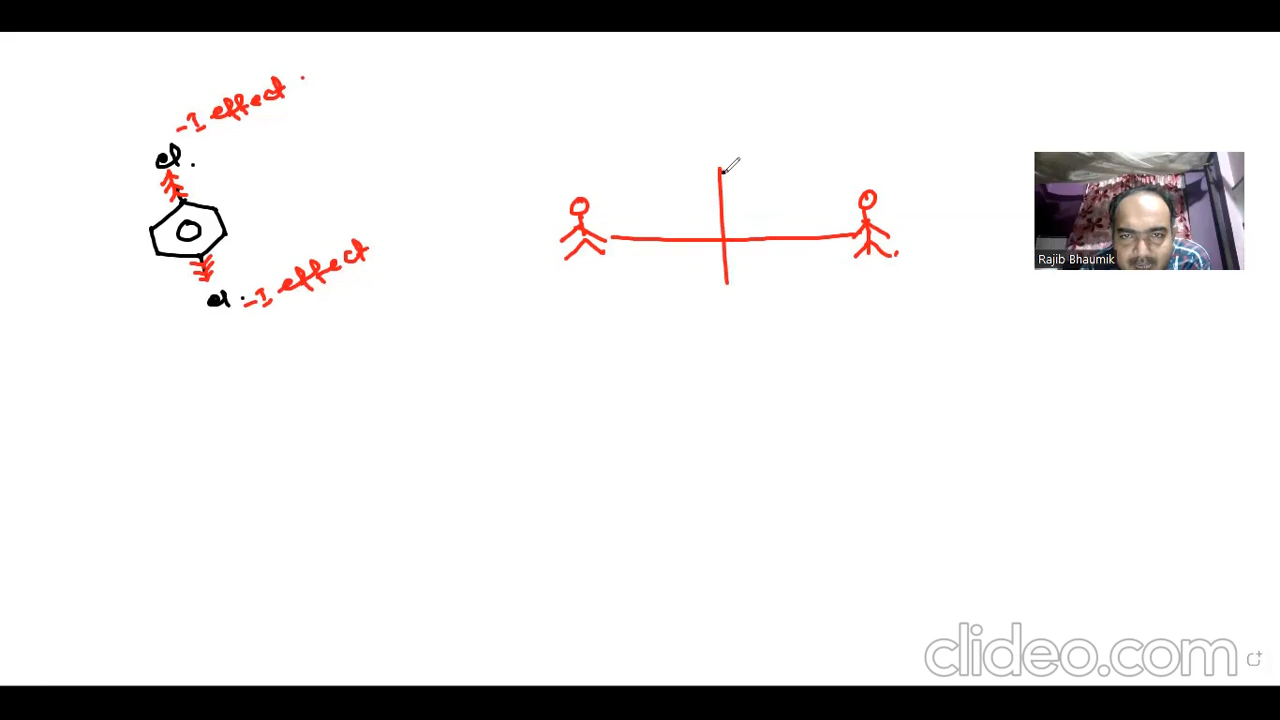 -I effect
cl.
cl. -I effect
Rajib Bhaumik
clideo.com